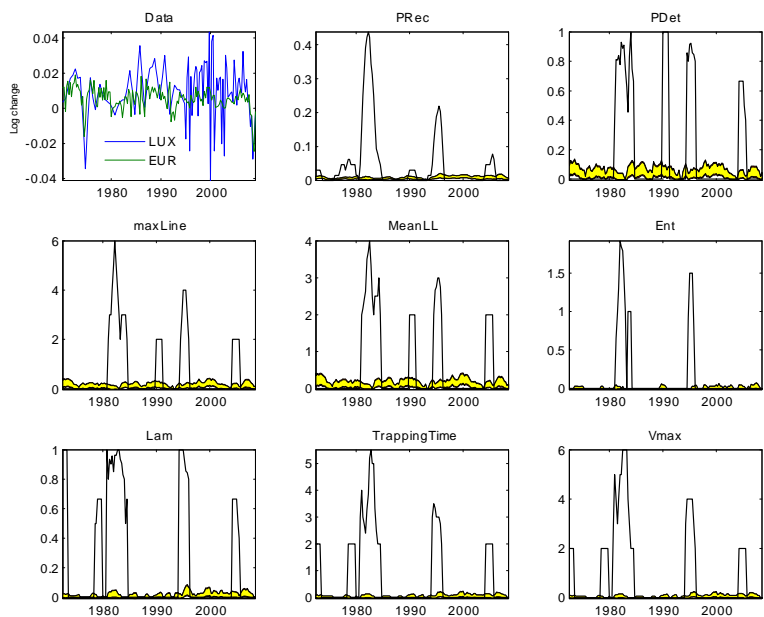 Data
PRec
PDet
0.04
0.02
0
-0.02
-0.04
Log change
LUX
EUR
1980 1990 2000
0.4
0.3
0.2
0.1
0
1980 1990 2000
1
0.8
0.6
0.4
0.2
0
1980 1990 2000
maxLine
MeanLL
Ent
6
4
2
0
1980 1990 2000
4
3
2
1
0
1980 1990 2000
1.5
1
0.5
0
1980 1990 2000
Lam
TrappingTime
Vmax
1
0.8
0.6
0.4
0.2
0
1980 1990 2000
5
4
3
2
1
0
1980 1990 2000
6
4
2
0
1980 1990 2000